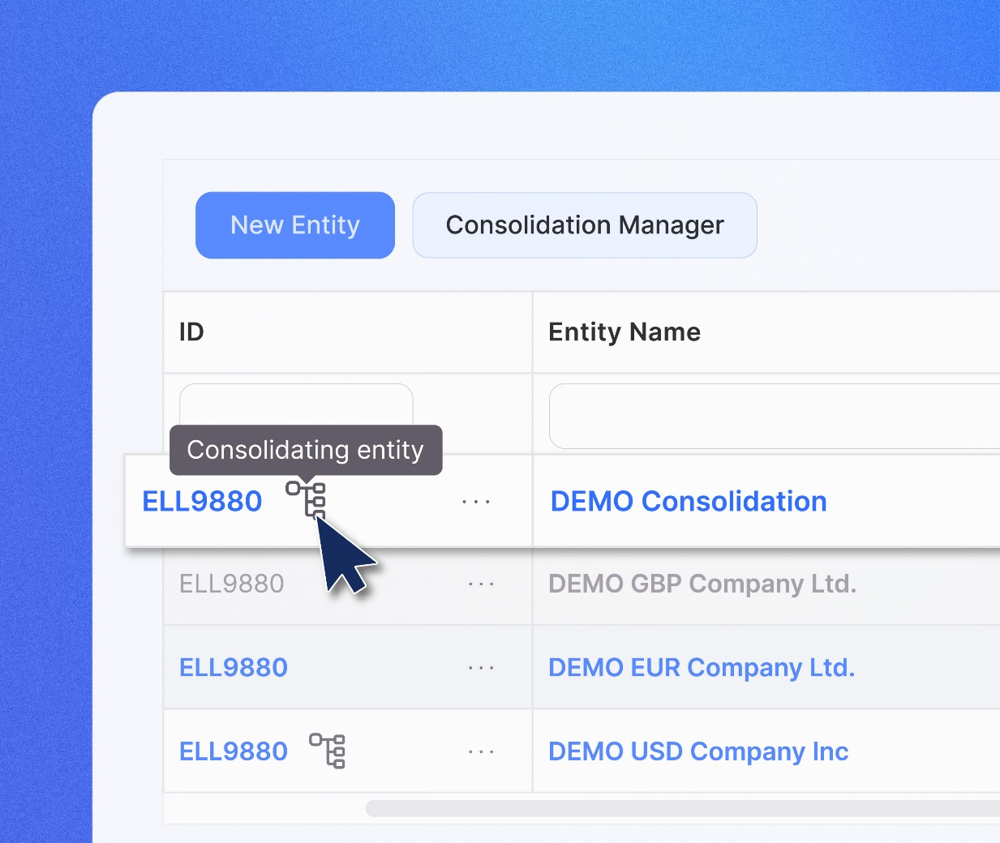 New Entity
Consolidation Manager
ID
Entity Name
Consolidating entity
ELL9880 ... DEMO Consolidation
ELL9880 ... DEMO GBP Company Ltd.
ELL9880 ... DEMO EUR Company Ltd.
ELL9880 ... DEMO USD Company Inc